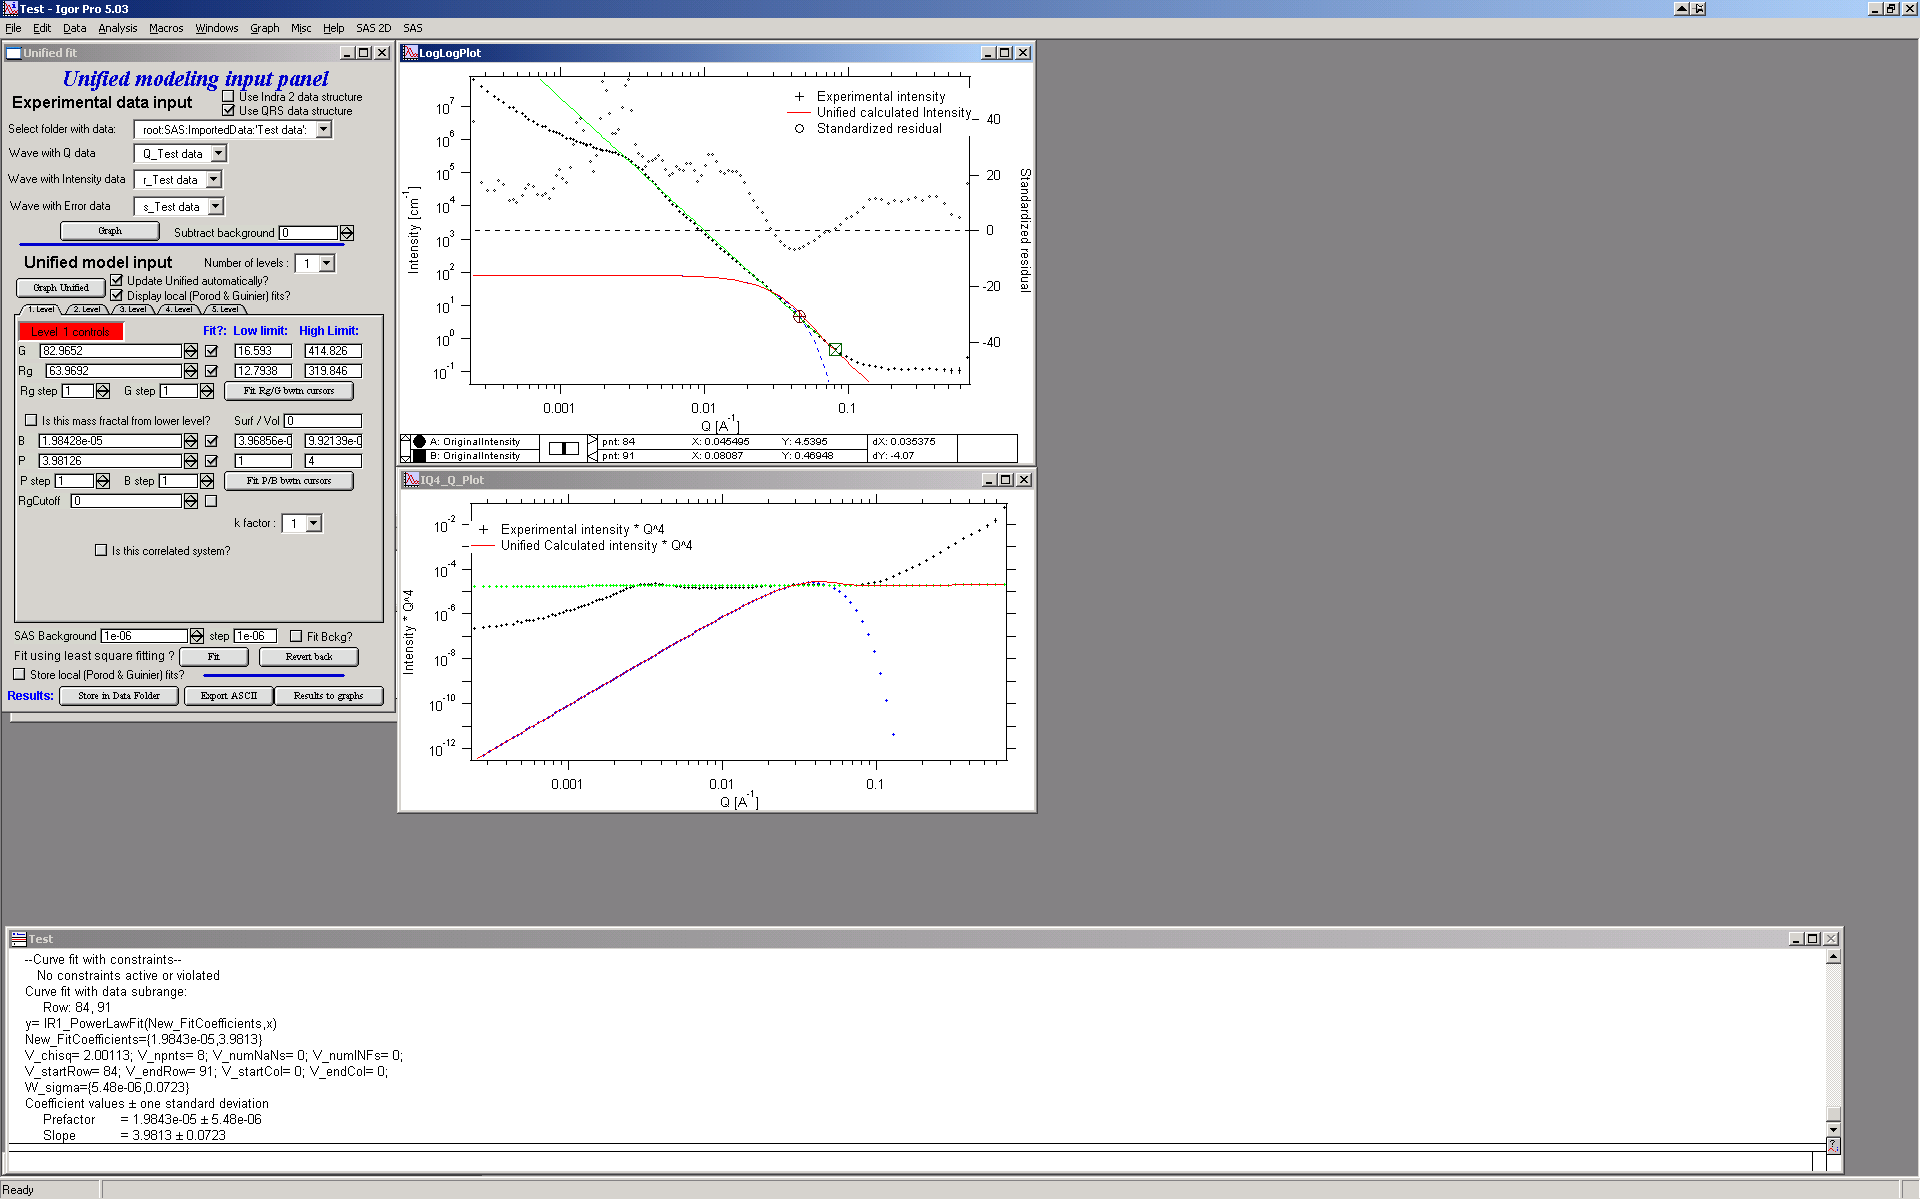 Test - Igor Pro 5.03
File Edit Data Analysis Macros Windows Graph Misc Help SAS 2D SAS
Unified fit
Unified modeling input panel
Experimental data input
Use Indra 2 data structure
Use QRS data structure
Select folder with data: root:SAS:ImportedData:'Test data':
Wave with Q data Q_Test data
Wave with Intensity data r_Test data
Wave with Error data s_Test data
Graph Subtract background 0
Unified model input Number of levels : 1
Graph Unified Update Unified automatically?
Display local (Porod & Guinier) fits?
1. Level 2. Level 3. Level 4. Level 5. Level
Level 1 controls Fit?: Low limit: High Limit:
G 82.9652 16.593 414.826
Rg 63.9692 12.7938 319.846
Rg step 1 G step 1 Fit Rg/G bwtn cursors
Is this mass fractal from lower level? Surf / Vol 0
B 1.98428e-05 3.96856e-0 9.92139e-0
P 3.98126 1 4
P step 1 B step 1 Fit P/B bwtn cursors
RgCutoff 0
k factor : 1
Is this correlated system?
SAS Background 1e-06 step 1e-06 Fit Bckg?
Fit using least square fitting ? Fit Revert back
Store local (Porod & Guinier) fits?
Results: Store in Data Folder Export ASCII Results to graphs
LogLogPlot
Experimental intensity
Unified calculated Intensity
Standardized residual
Intensity [cm-1]
10^7
10^6
10^5
10^4
10^3
10^2
10^1
10^0
10^-1
40
20
0
-20
-40
Standardized residual
0.001 0.01 0.1
Q [A-1]
A: OriginalIntensity pnt: 84 X: 0.045495 Y: 4.5395 dX: 0.035375
B: OriginalIntensity pnt: 91 X: 0.08087 Y: 0.46948 dY: -4.07
IQ4_Q_Plot
Experimental intensity * Q^4
Unified Calculated intensity * Q^4
Intensity * Q^4
10^-2
10^-4
10^-6
10^-8
10^-10
10^-12
0.001 0.01 0.1
Q [A-1]
Test
--Curve fit with constraints--
No constraints active or violated
Curve fit with data subrange:
Row: 84, 91
y= IR1_PowerLawFit(New_FitCoefficients,x)
New_FitCoefficients={1.9843e-05,3.9813}
V_chisq= 2.00113; V_npnts= 8; V_numNaNs= 0; V_numINFs= 0;
V_startRow= 84; V_endRow= 91; V_startCol= 0; V_endCol= 0;
W_sigma={5.48e-06,0.0723}
Coefficient values ± one standard deviation
Prefactor = 1.9843e-05 ± 5.48e-06
Slope = 3.9813 ± 0.0723
Ready